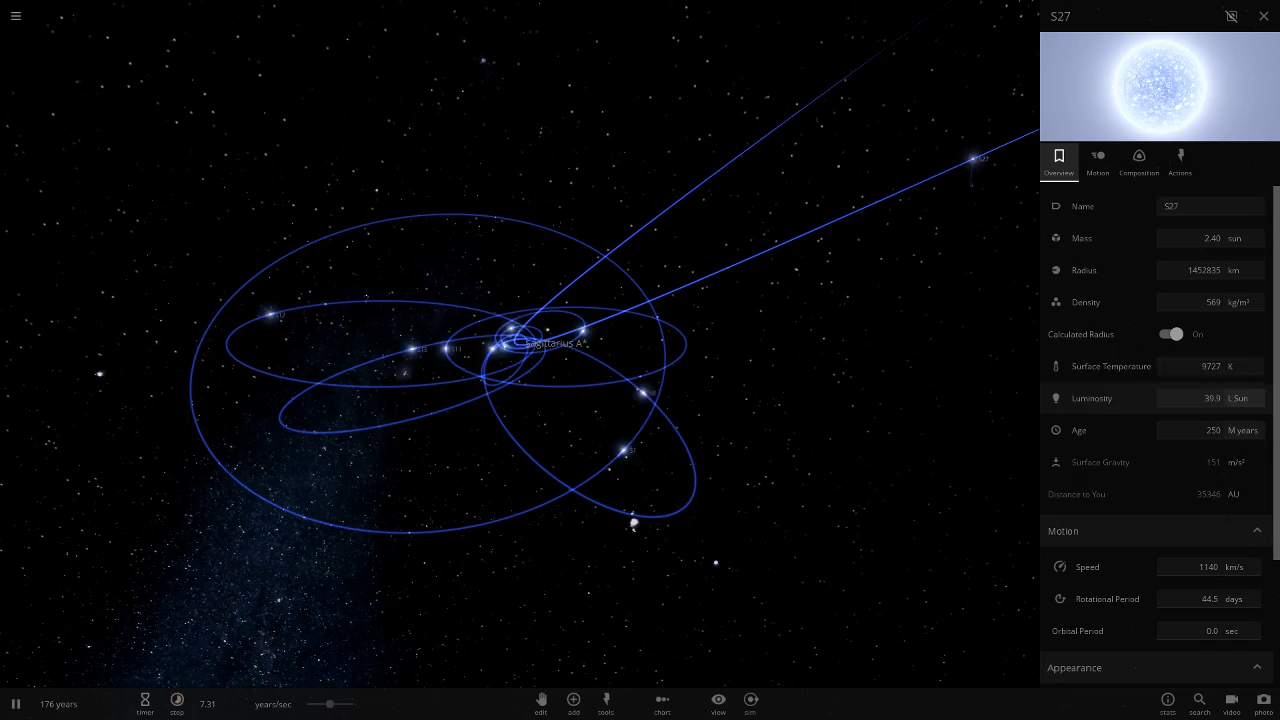 S27
Overview
Motion
Composition
Actions
Name S27
Mass 2.40 sun
Radius 1452835 km
Density 569 kg/m³
Calculated Radius On
Surface Temperature 9727 K
Luminosity 39.9 L Sun
Age 250 M years
Surface Gravity 151 m/s²
Distance to You 35346 AU
Motion
Speed 1140 km/s
Rotational Period 44.5 days
Orbital Period 0.0 sec
Appearance
Sagittarius A*
S13
S1
176 years
timer
step
7.31 years/sec
edit
add
tools
chart
view
sim
stats
search
video
photo